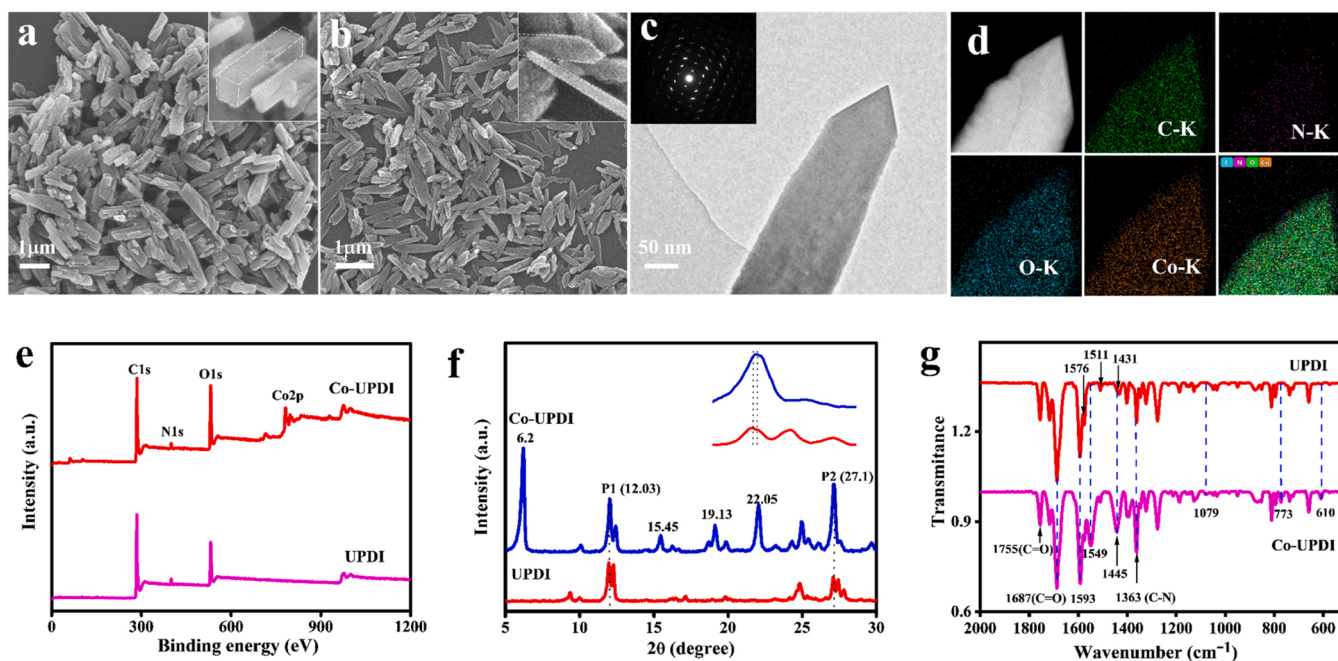 a
1μm
b
1μm
c
50 nm
d
C-K
N-K
O-K
Co-K
C N O Co
e
Intensity (a.u.)
C1s
O1s
Co-UPDI
Co2p
N1s
UPDI
0 300 600 900 1200
Binding energy (eV)
f
Intensity (a.u.)
Co-UPDI
6.2
P1 (12.03)
15.45
19.13
22.05
P2 (27.1)
UPDI
5 10 15 20 25 30
2θ (degree)
g
Transmitance
1.2
0.9
0.6
1576
1511
1431
UPDI
1755(C=O)
1687(C=O)
1593
1549
1445
1363 (C-N)
1079
773
610
Co-UPDI
2000 1800 1600 1400 1200 1000 800 600
Wavenumber (cm⁻¹)